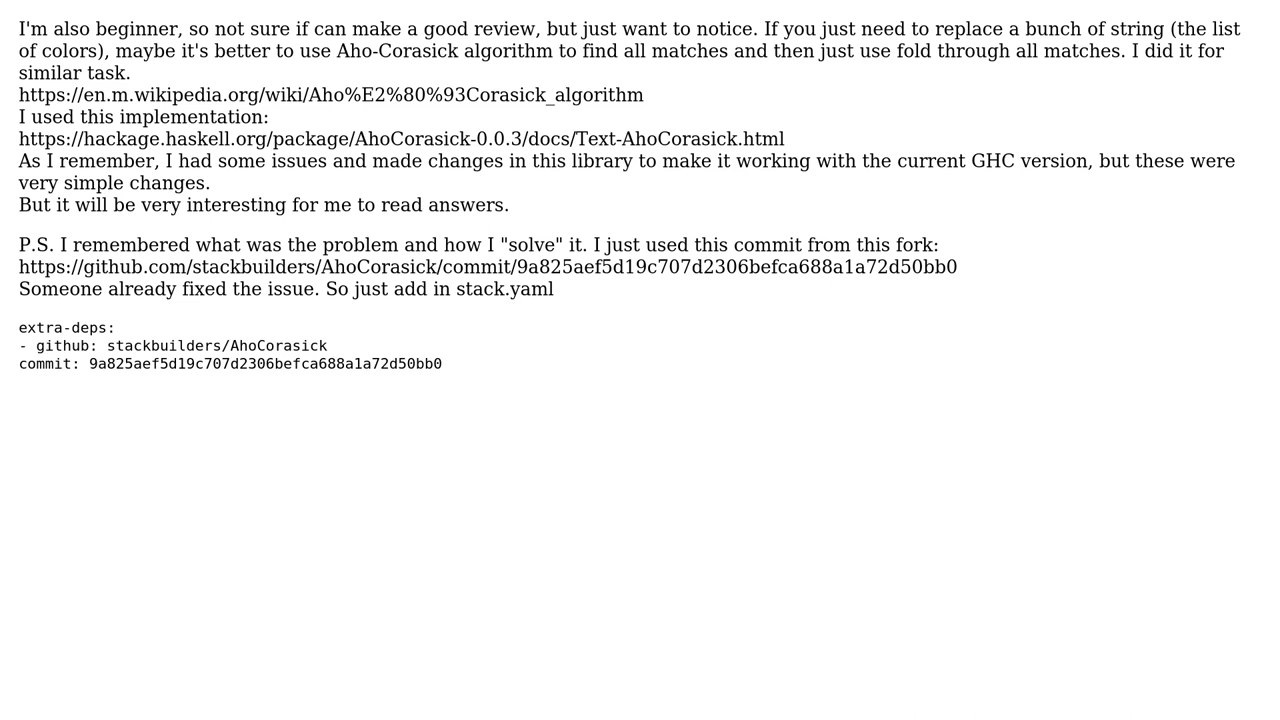 I'm also beginner, so not sure if can make a good review, but just want to notice. If you just need to replace a bunch of string (the list
of colors), maybe it's better to use Aho-Corasick algorithm to find all matches and then just use fold through all matches. I did it for
similar task.
https://en.m.wikipedia.org/wiki/Aho%E2%80%93Corasick_algorithm
I used this implementation:
https://hackage.haskell.org/package/AhoCorasick-0.0.3/docs/Text-AhoCorasick.html
As I remember, I had some issues and made changes in this library to make it working with the current GHC version, but these were
very simple changes.
But it will be very interesting for me to read answers.
P.S. I remembered what was the problem and how I "solve" it. I just used this commit from this fork:
https://github.com/stackbuilders/AhoCorasick/commit/9a825aef5d19c707d2306befca688a1a72d50bb0
Someone already fixed the issue. So just add in stack.yaml
extra-deps:
- github: stackbuilders/AhoCorasick
commit: 9a825aef5d19c707d2306befca688a1a72d50bb0